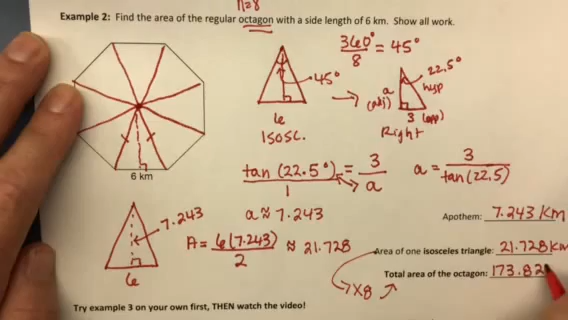 n=8
Example 2: Find the area of the regular octagon with a side length of 6 km. Show all work.
360°/8 = 45°
45°
22.5°
a
(adj)
hyp
3 (opp)
6
Isosc.
Right
6 km
tan(22.5°)/1 = 3/a
a = 3/tan(22.5)
7.243
6
a ≈ 7.243
A = 6(7.243)/2 ≈ 21.728
Apothem: 7.243 km
Area of one isosceles triangle: 21.728 km
Total area of the octagon: 173.82
x8
Try example 3 on your own first, THEN watch the video!